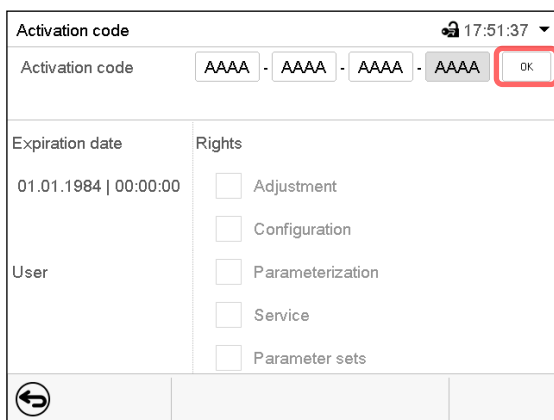 Activation code 17:51:37
Activation code AAAA - AAAA - AAAA - AAAA OK
Expiration date Rights
01.01.1984 | 00:00:00 Adjustment
Configuration
User Parameterization
Service
Parameter sets